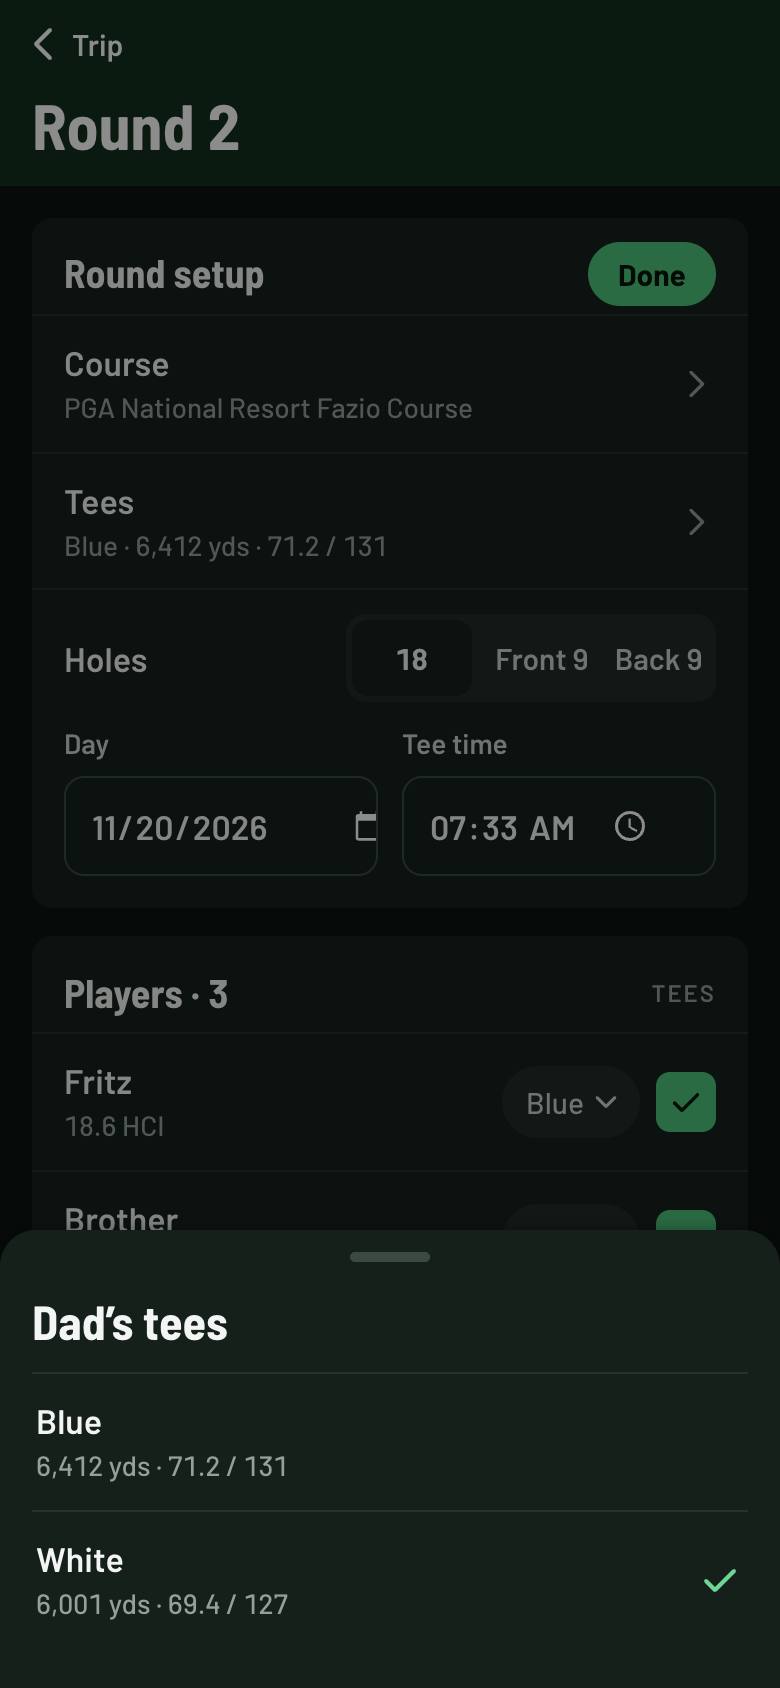 Trip
Round 2
Round setup
Done
Course
PGA National Resort Fazio Course
Tees
Blue · 6,412 yds · 71.2 / 131
Holes
18 Front 9 Back 9
Day
Tee time
11/20/2026
07:33 AM
Players · 3
TEES
Fritz
18.6 HCI
Blue
Brother
Dad’s tees
Blue
6,412 yds · 71.2 / 131
White
6,001 yds · 69.4 / 127